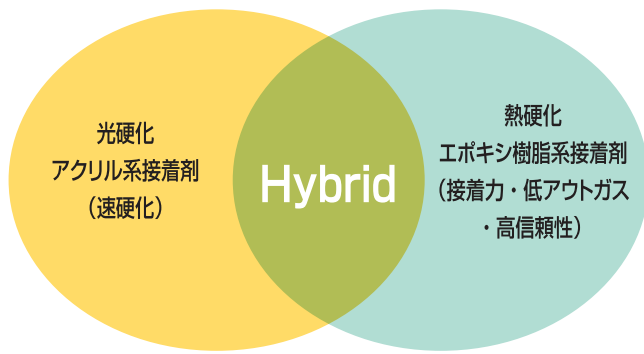 光硬化
アクリル系接着剤
（速硬化）
Hybrid
熱硬化
エポキシ樹脂系接着剤
（接着力・低アウトガス
・高信頼性）